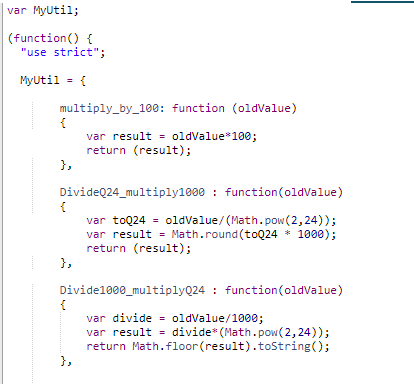 var MyUtil;
(function() {
"use strict";
MyUtil = {
multiply_by_100: function (oldValue)
{
var result = oldValue*100;
return (result);
},
DivideQ24_multiply1000 : function(oldValue)
{
var toQ24 = oldValue/(Math.pow(2,24));
var result = Math.round(toQ24 * 1000);
return (result);
},
Divide1000_multiplyQ24 : function(oldValue)
{
var divide = oldValue/1000;
var result = divide*(Math.pow(2,24));
return Math.floor(result).toString();
},